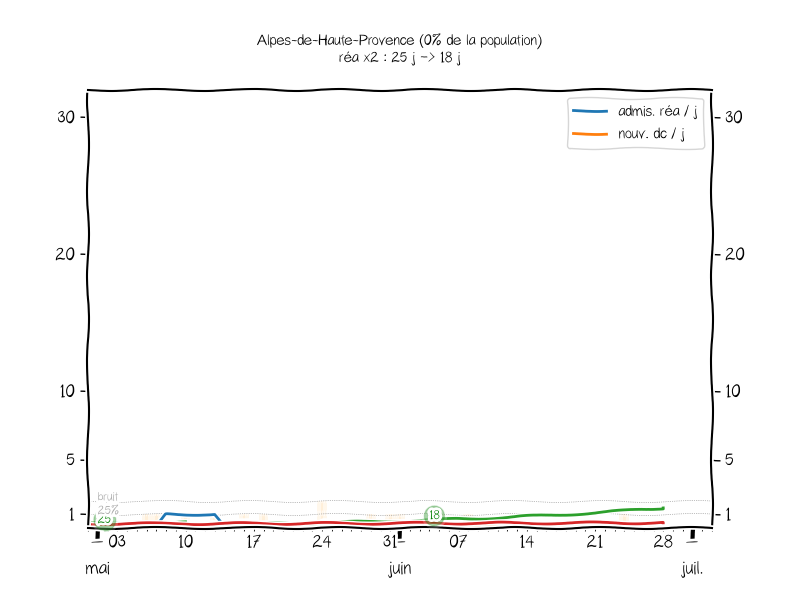 Alpes-de-Haute-Provence (0% de la population)
réa x2 : 25 j -> 18 j
admis. réa / j
nouv. dc / j
30 30
20 20
10 10
5 5
bruit
25%
25
18
1 1
03 10 17 24 31 07 14 21 28
mai juin juil.